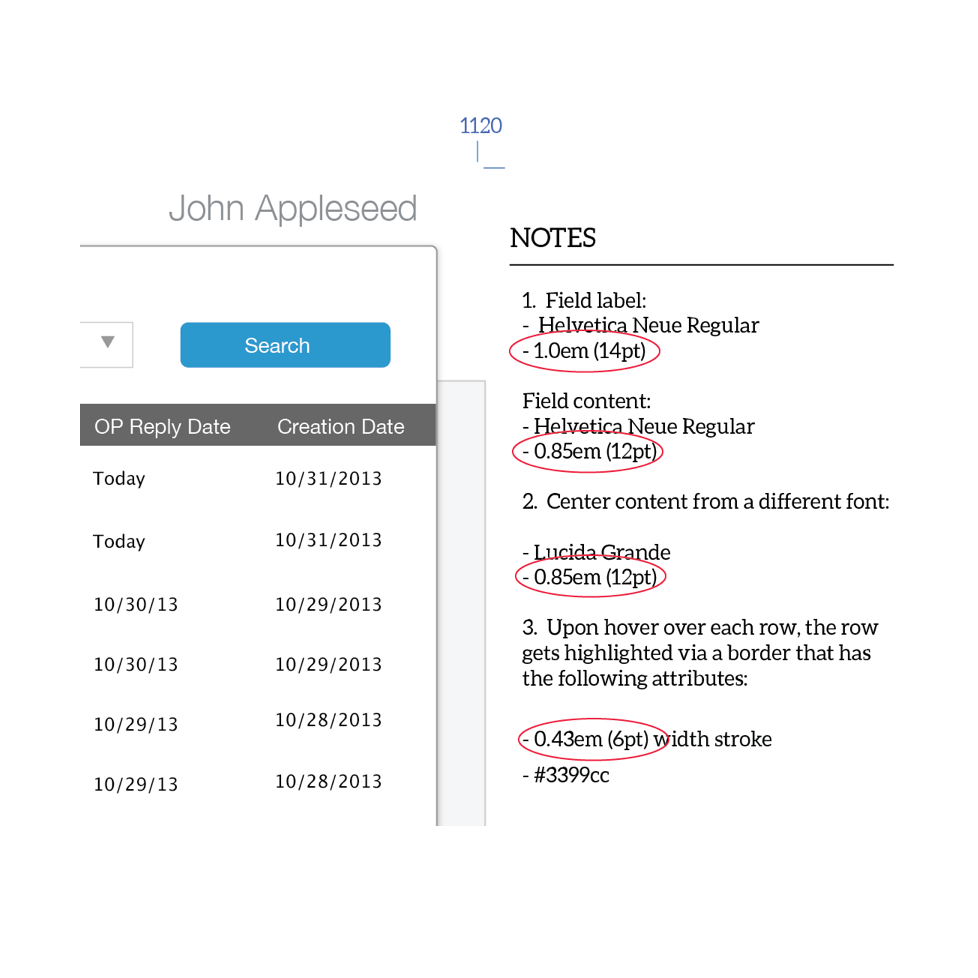 1120
John Appleseed
Search
OP Reply Date Creation Date
Today 10/31/2013
Today 10/31/2013
10/30/13 10/29/2013
10/30/13 10/29/2013
10/29/13 10/28/2013
10/29/13 10/28/2013
NOTES
1. Field label:
- Helvetica Neue Regular
- 1.0em (14pt)
Field content:
- Helvetica Neue Regular
- 0.85em (12pt)
2. Center content from a different font:
- Lucida Grande
- 0.85em (12pt)
3. Upon hover over each row, the row
gets highlighted via a border that has
the following attributes:
- 0.43em (6pt) width stroke
- #3399cc